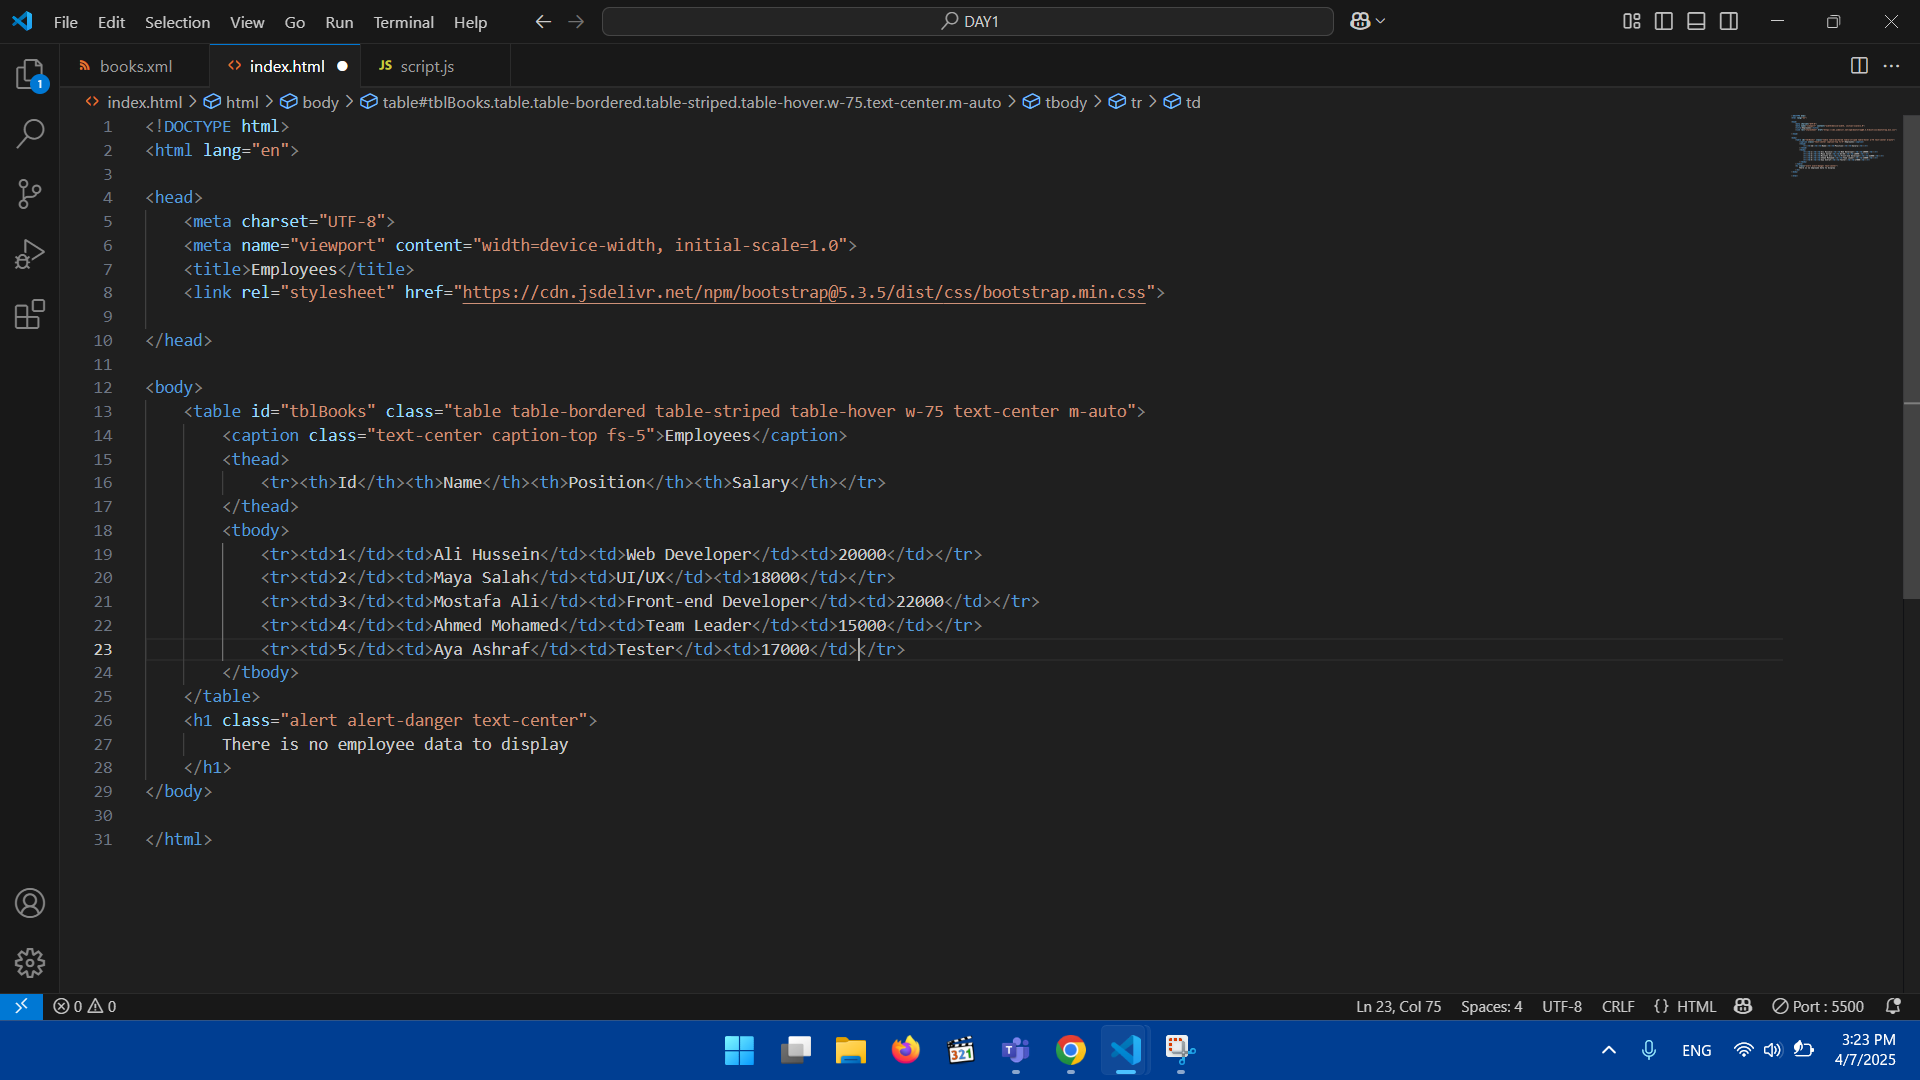 File Edit Selection View Go Run Terminal Help
DAY1
1
books.xml
index.html
JS script.js
index.html > html > body > table#tblBooks.table.table-bordered.table-striped.table-hover.w-75.text-center.m-auto > tbody > tr > td
1 <!DOCTYPE html>
2 <html lang="en">
3
4 <head>
5 <meta charset="UTF-8">
6 <meta name="viewport" content="width=device-width, initial-scale=1.0">
7 <title>Employees</title>
8 <link rel="stylesheet" href="https://cdn.jsdelivr.net/npm/bootstrap@5.3.5/dist/css/bootstrap.min.css">
9
10 </head>
11
12 <body>
13 <table id="tblBooks" class="table table-bordered table-striped table-hover w-75 text-center m-auto">
14 <caption class="text-center caption-top fs-5">Employees</caption>
15 <thead>
16 <tr><th>Id</th><th>Name</th><th>Position</th><th>Salary</th></tr>
17 </thead>
18 <tbody>
19 <tr><td>1</td><td>Ali Hussein</td><td>Web Developer</td><td>20000</td></tr>
20 <tr><td>2</td><td>Maya Salah</td><td>UI/UX</td><td>18000</td></tr>
21 <tr><td>3</td><td>Mostafa Ali</td><td>Front-end Developer</td><td>22000</td></tr>
22 <tr><td>4</td><td>Ahmed Mohamed</td><td>Team Leader</td><td>15000</td></tr>
23 <tr><td>5</td><td>Aya Ashraf</td><td>Tester</td><td>17000</td></tr>
24 </tbody>
25 </table>
26 <h1 class="alert alert-danger text-center">
27 There is no employee data to display
28 </h1>
29 </body>
30
31 </html>
0 0
Ln 23, Col 75 Spaces: 4 UTF-8 CRLF {} HTML Port : 5500
321
ENG
3:23 PM
4/7/2025